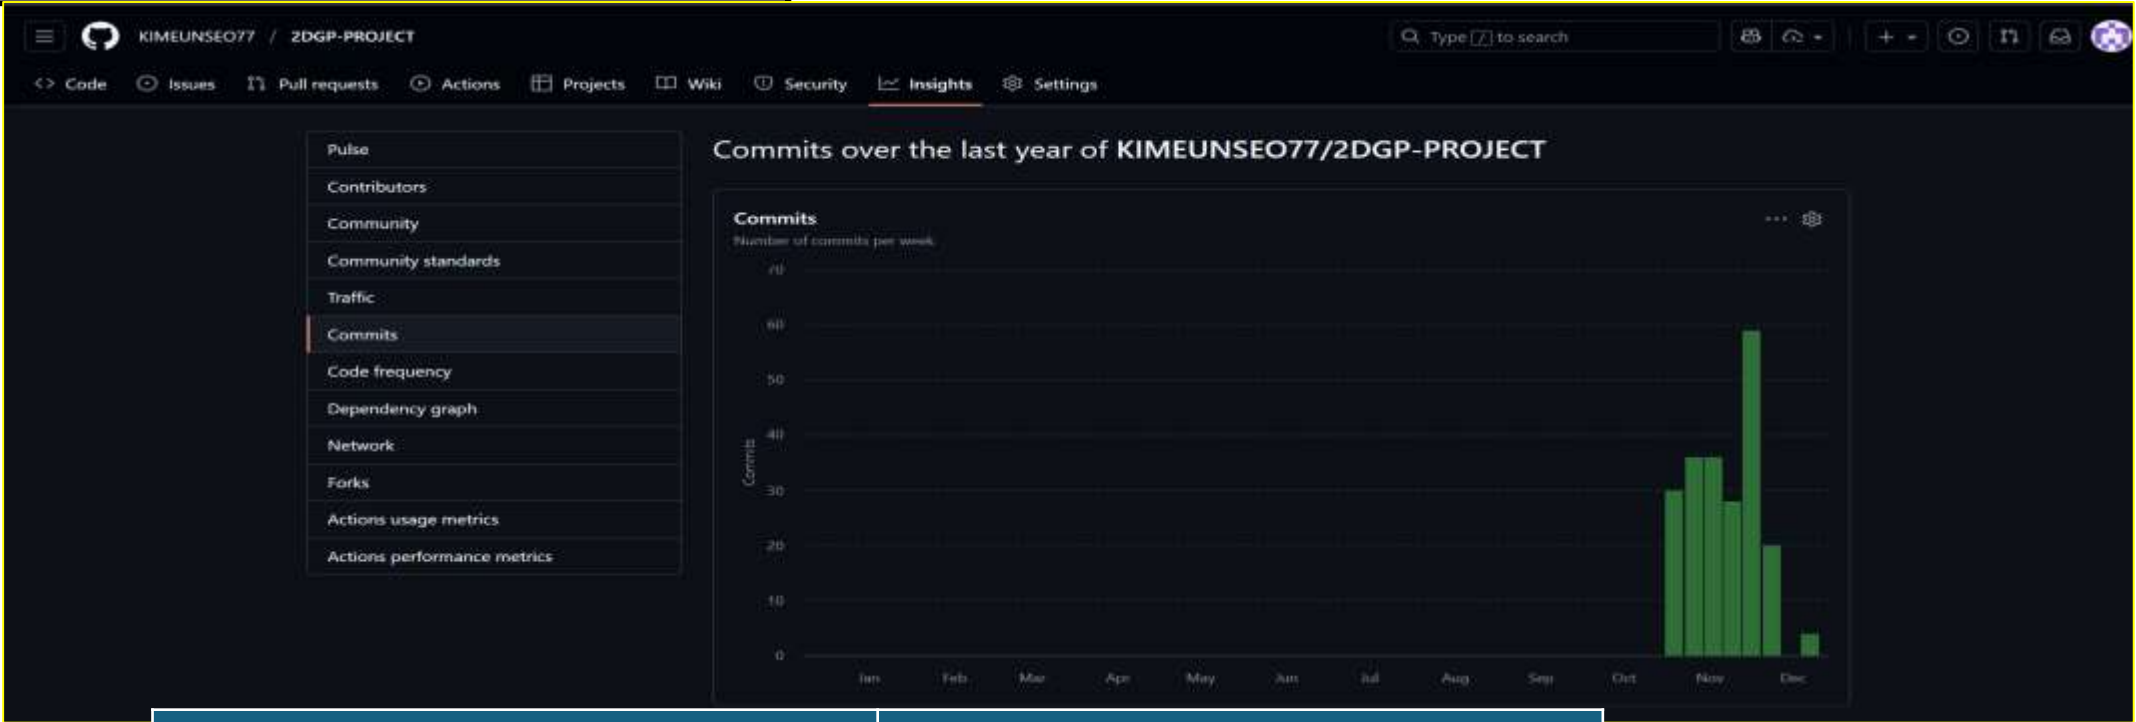 KIMEUNSEO77 / 2DGP-PROJECT
Type / to search
Code Issues Pull requests Actions Projects Wiki Security Insights Settings
Pulse
Contributors
Community
Community standards
Traffic
Commits
Code frequency
Dependency graph
Network
Forks
Actions usage metrics
Actions performance metrics
Commits over the last year of KIMEUNSEO77/2DGP-PROJECT
Commits
Number of commits per week
70
60
50
40
30
20
10
0
Commits
Jan Feb Mar Apr May Jun Jul Aug Sep Oct Nov Dec